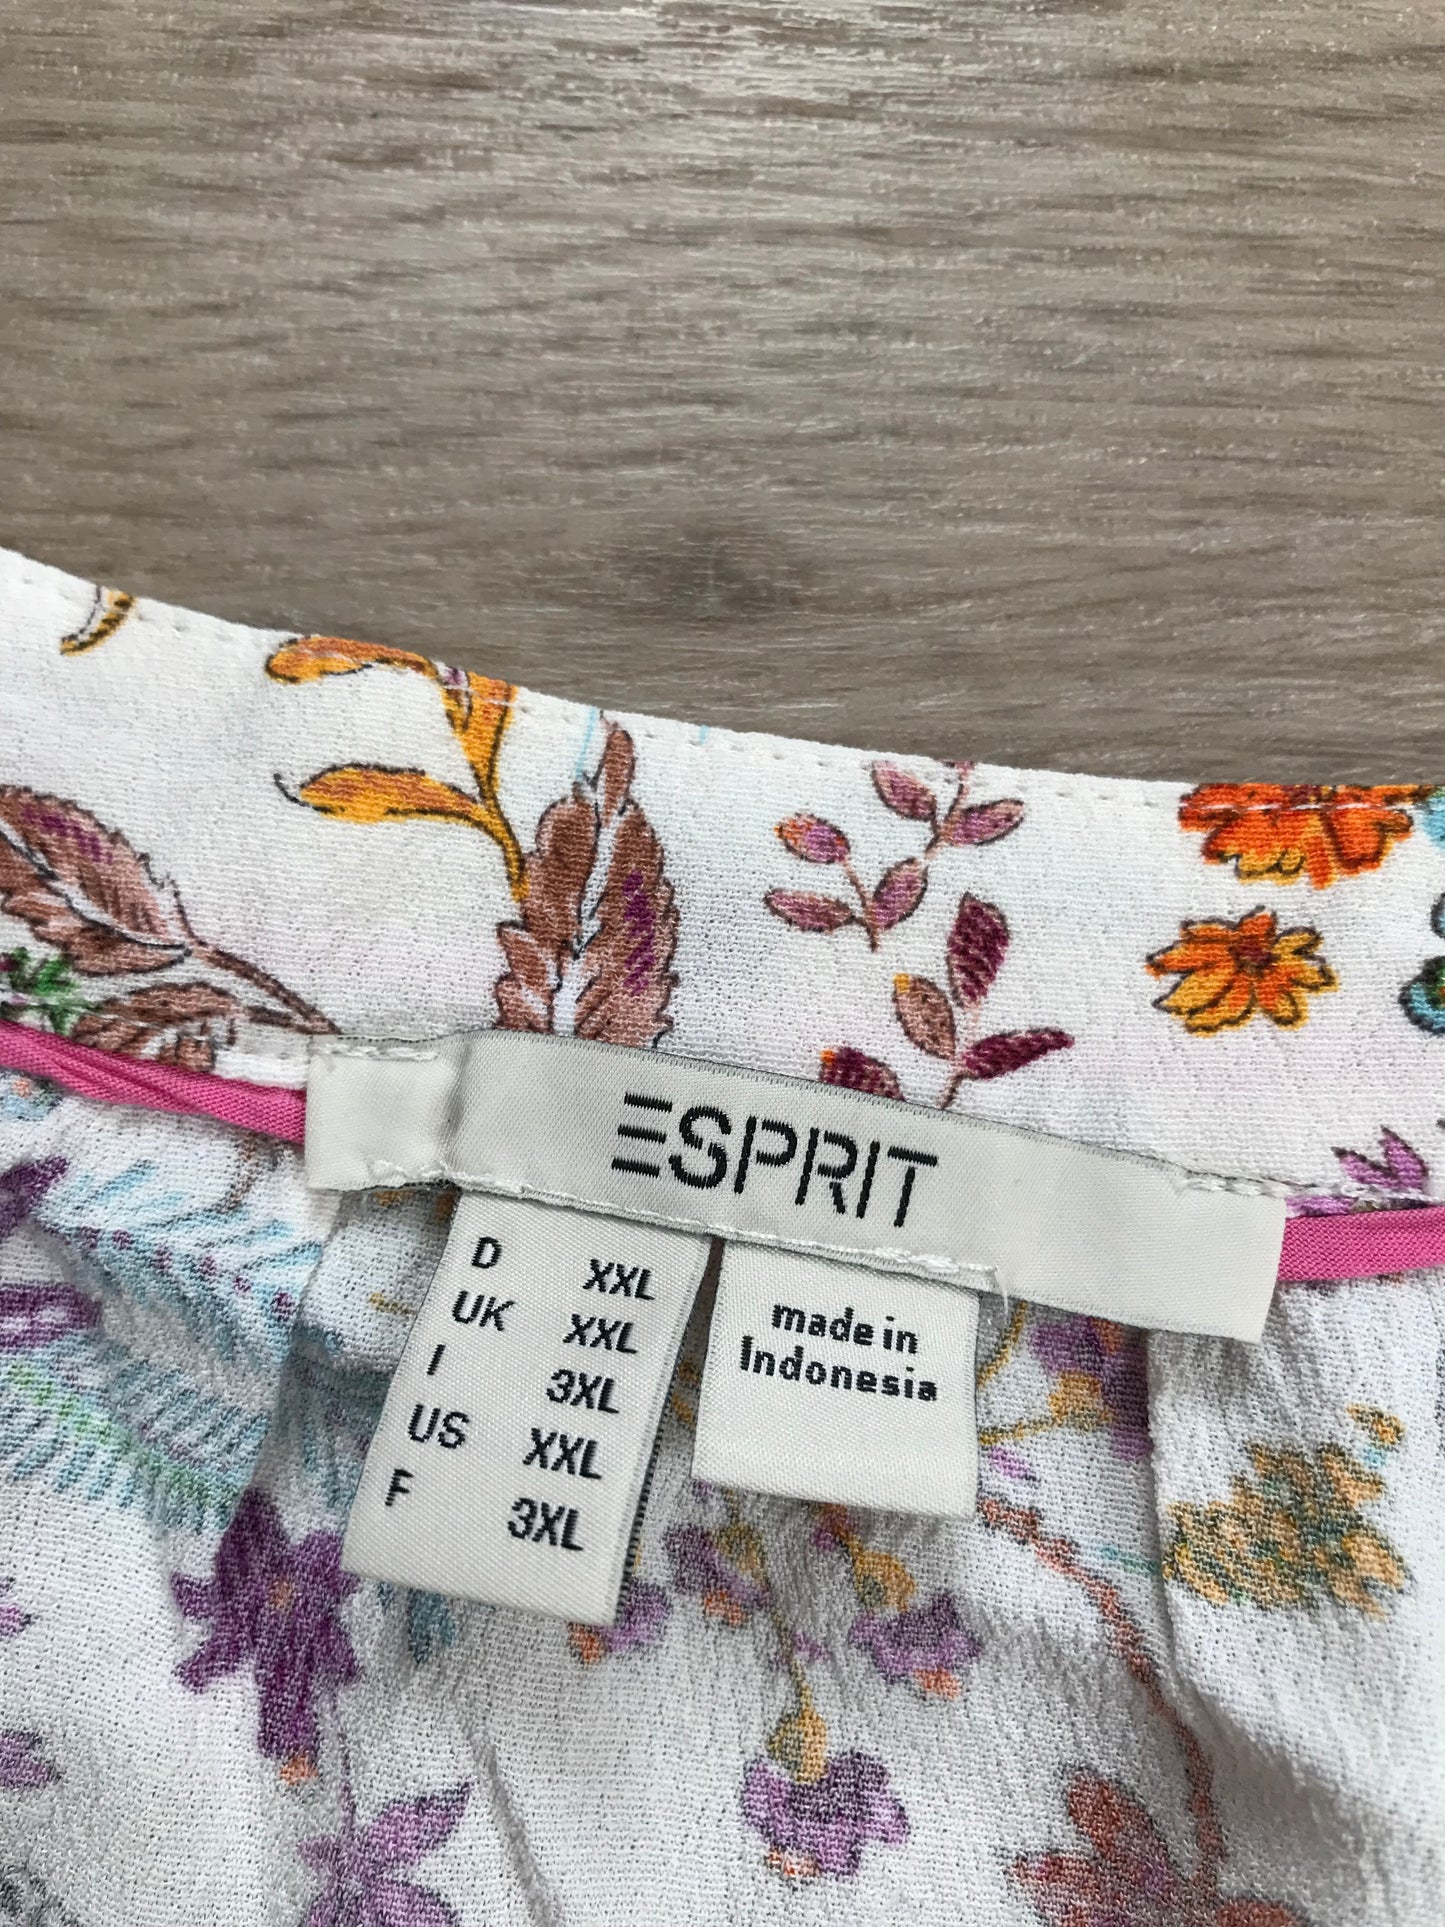 ESPRIT
D XXL
UK XXL
I 3XL
US XXL
F 3XL
made in
Indonesia